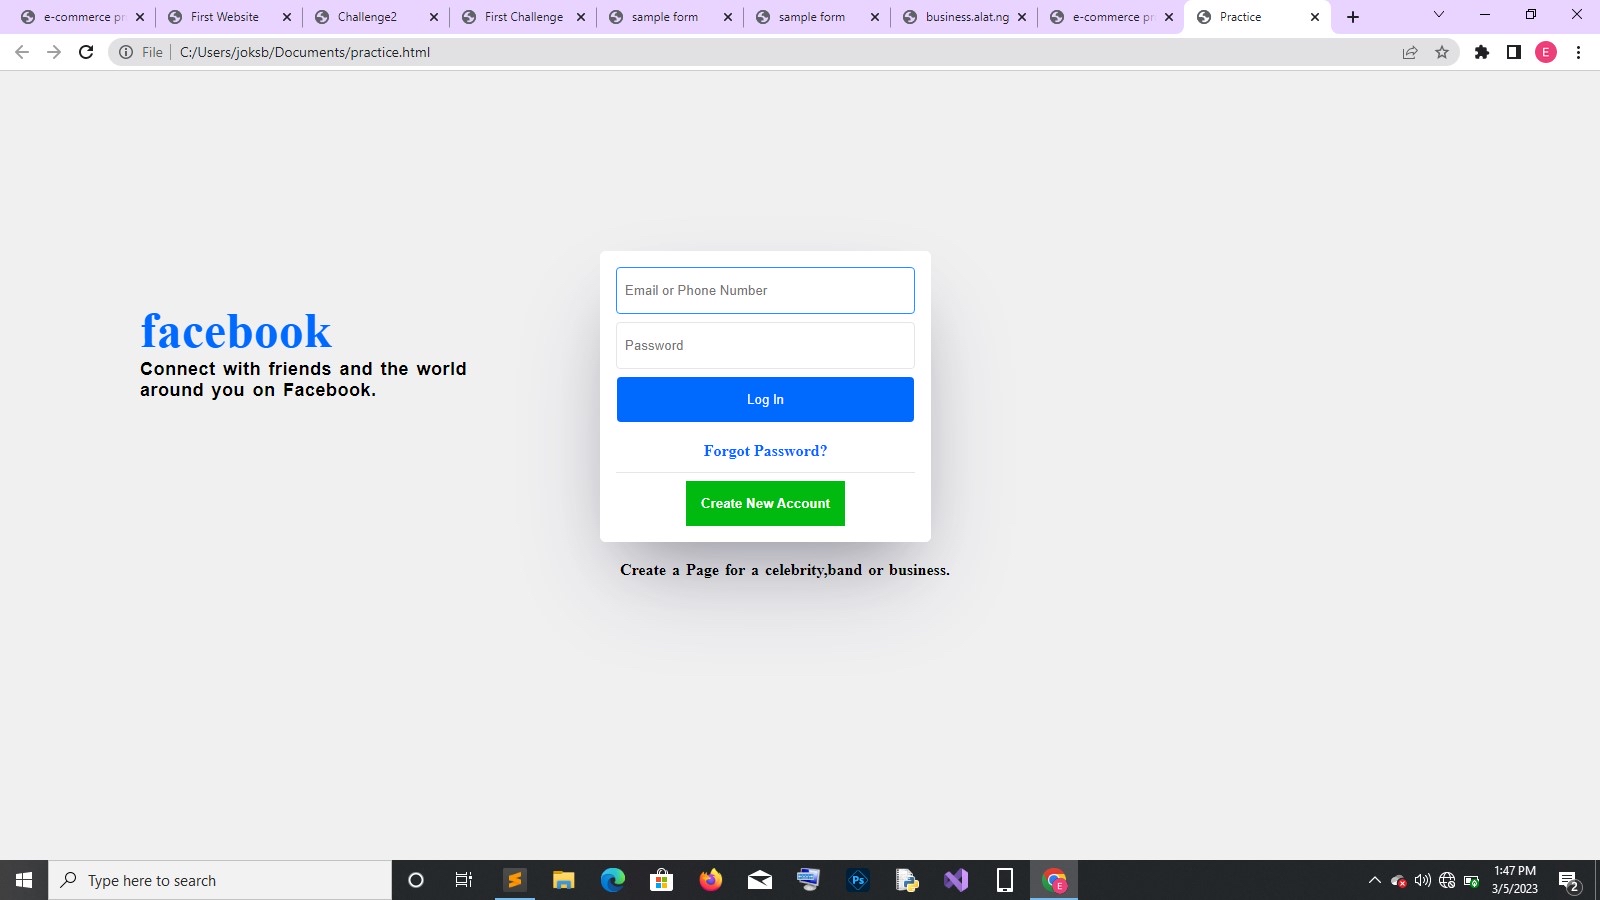 e-commerce pr
First Website
Challenge2
First Challenge
sample form
sample form
business.alat.ng
e-commerce pr
Practice
File
C:/Users/joksb/Documents/practice.html
E
facebook
Connect with friends and the world
around you on Facebook.
Email or Phone Number
Password
Log In
Forgot Password?
Create New Account
Create a Page for a celebrity,band or business.
Type here to search
Ps
E
1:47 PM
3/5/2023
2